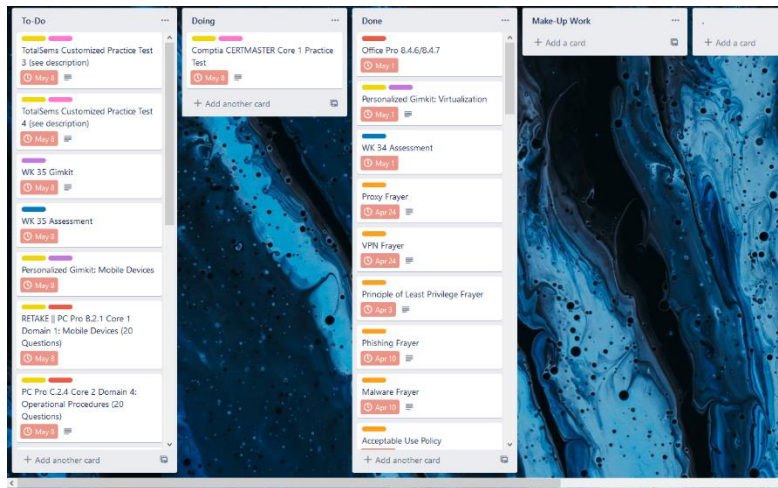 To-Do
TotalSems Customized Practice Test
3 (see description)
May 8
TotalSems Customized Practice Test
4 (see description)
May 8
WK 35 Gimkit
May 8
WK 35 Assessment
May 8
Personalized Gimkit: Mobile Devices
May 8
RETAKE || PC Pro B.2.1 Core 1
Domain 1: Mobile Devices (20
Questions)
May 8
PC Pro C.2.4 Core 2 Domain 4:
Operational Procedures (20
Questions)
May 8
+ Add another card
Doing
Comptia CERTMASTER Core 1 Practice
Test
May 8
+ Add another card
Done
Office Pro 8.4.6/8.4.7
May 1
Personalized Gimkit: Virtualization
May 1
WK 34 Assessment
May 1
Proxy Frayer
Apr 24
VPN Frayer
Apr 24
Principle of Least Privilege Frayer
Apr 3
Phishing Frayer
Apr 10
Malware Frayer
Apr 10
Acceptable Use Policy
+ Add another card
Make-Up Work
+ Add a card
.
+ Add a card